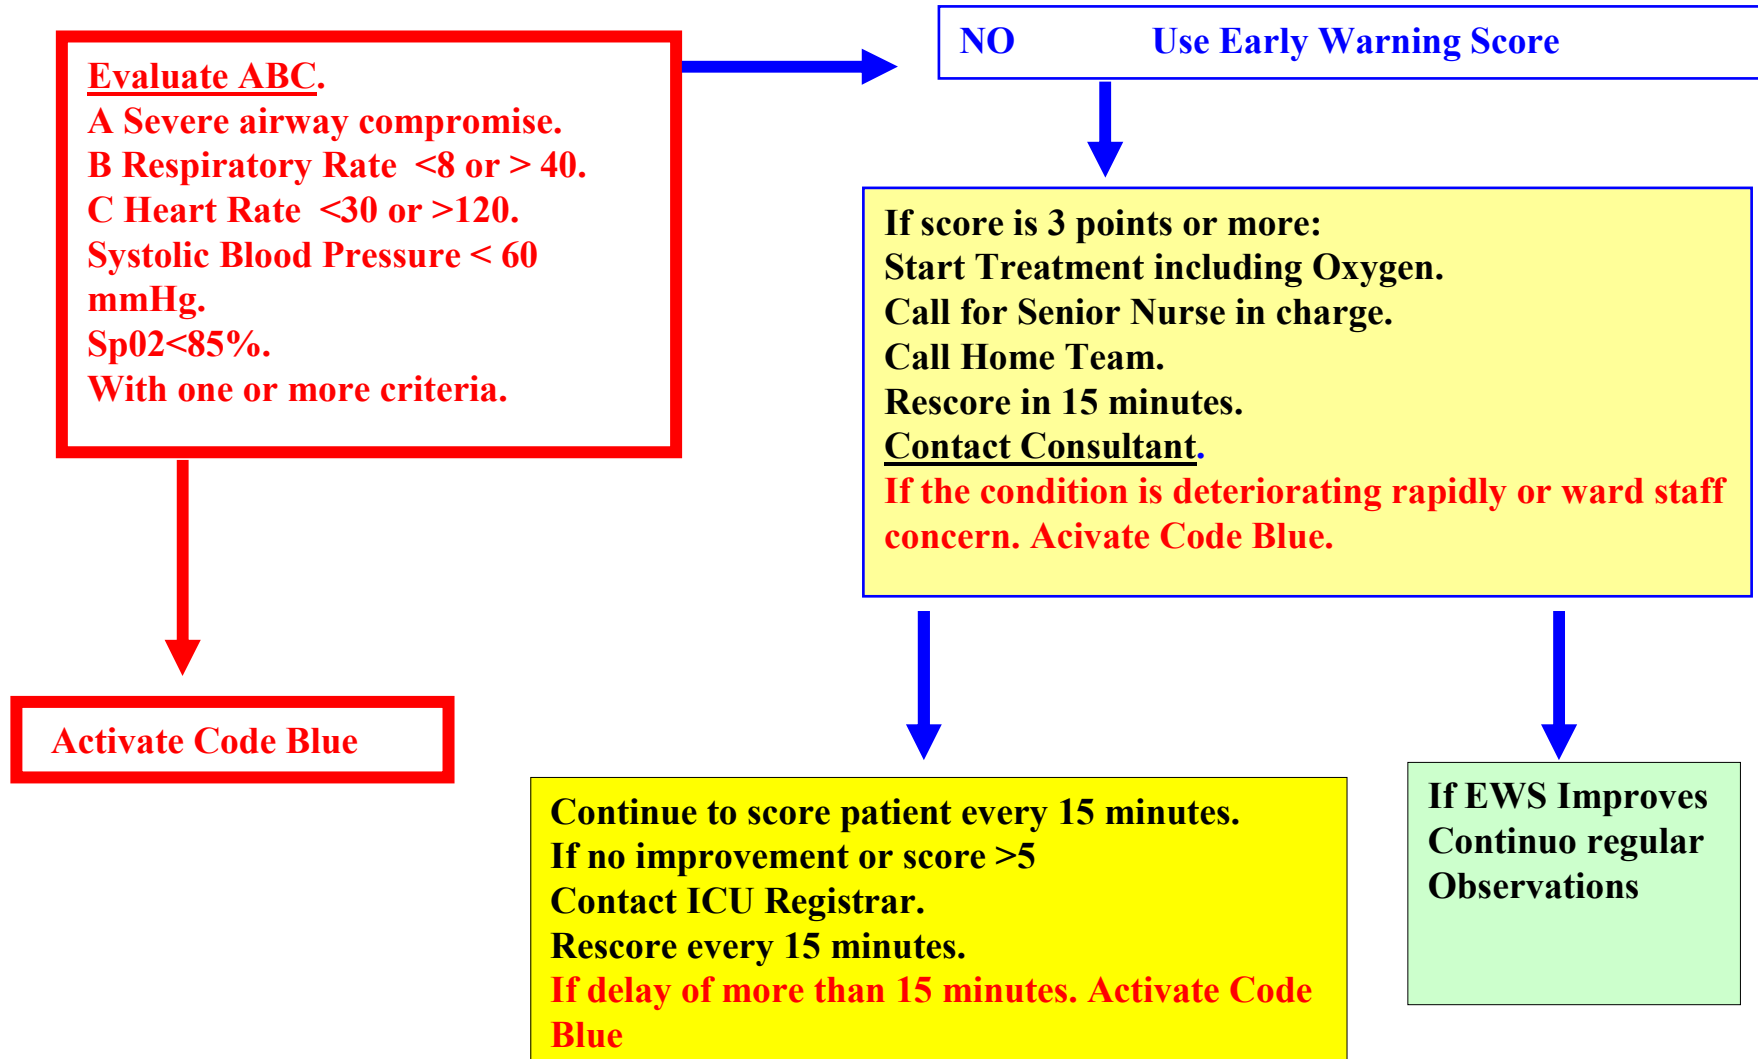 Evaluate ABC.
A Severe airway compromise.
B Respiratory Rate <8 or > 40.
C Heart Rate <30 or >120.
Systolic Blood Pressure < 60
mmHg.
Sp02<85%.
With one or more criteria.
NO Use Early Warning Score
If score is 3 points or more:
Start Treatment including Oxygen.
Call for Senior Nurse in charge.
Call Home Team.
Rescore in 15 minutes.
Contact Consultant.
If the condition is deteriorating rapidly or ward staff
concern. Acivate Code Blue.
Activate Code Blue
Continue to score patient every 15 minutes.
If no improvement or score >5
Contact ICU Registrar.
Rescore every 15 minutes.
If delay of more than 15 minutes. Activate Code
Blue
If EWS Improves
Continuo regular
Observations